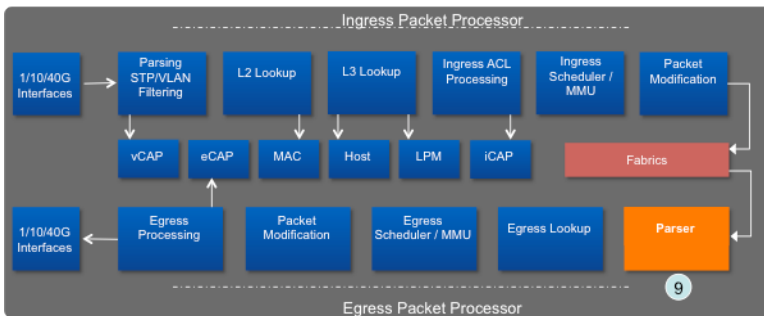 Ingress Packet Processor
1/10/40G
Interfaces
Parsing
STP/VLAN
Filtering
L2 Lookup
L3 Lookup
Ingress ACL
Processing
Ingress
Scheduler /
MMU
Packet
Modification
vCAP
eCAP
MAC
Host
LPM
iCAP
Fabrics
1/10/40G
Interfaces
Egress
Processing
Packet
Modification
Egress
Scheduler / MMU
Egress Lookup
Parser
9
Egress Packet Processor